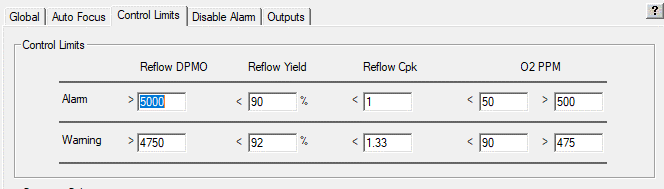 Global Auto Focus Control Limits Disable Alarm Outputs ?
Control Limits
Reflow DPMO Reflow Yield Reflow Cpk O2 PPM
Alarm > 5000 < 90 % < 1 < 50 > 500
Warning > 4750 < 92 % < 1.33 < 90 > 475